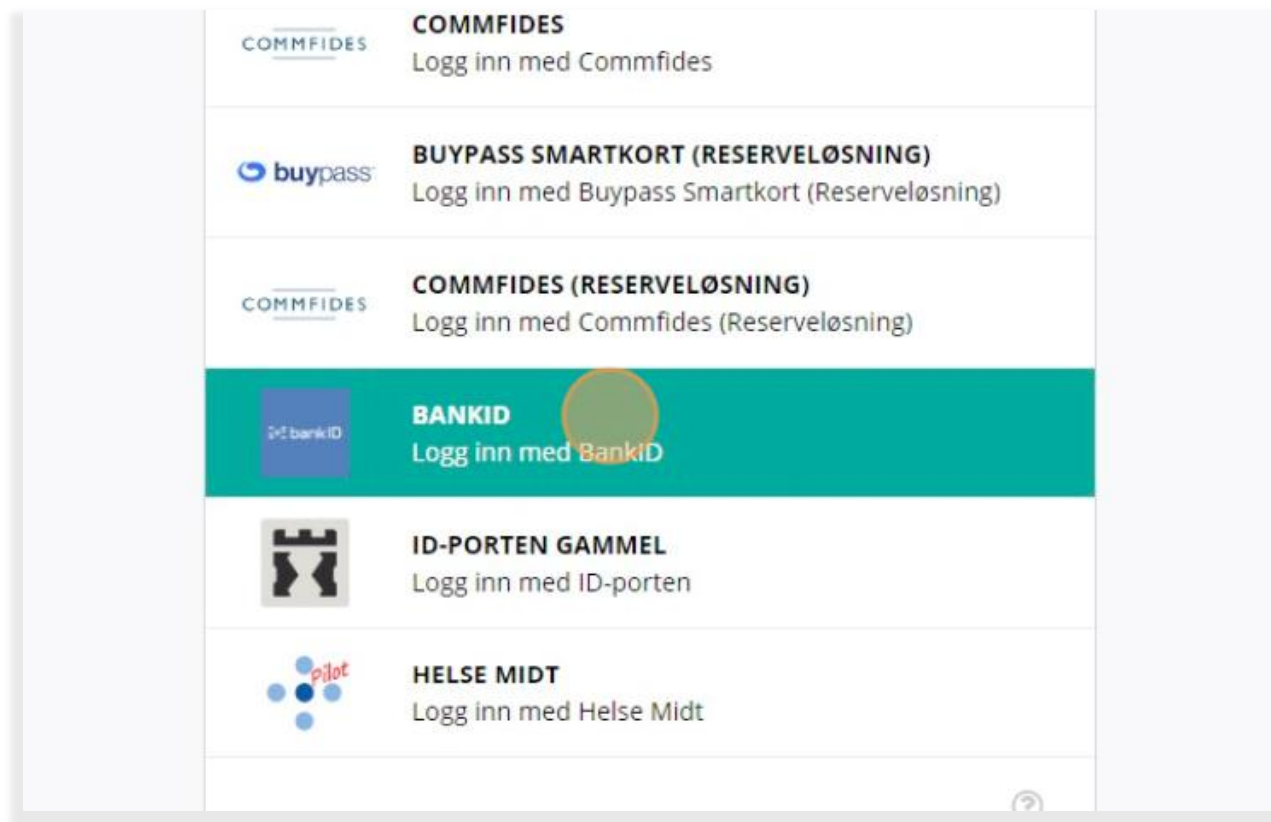 COMMFIDES
COMMFIDES
Logg inn med Commfides
buypass
BUYPASS SMARTKORT (RESERVELØSNING)
Logg inn med Buypass Smartkort (Reserveløsning)
COMMFIDES
COMMFIDES (RESERVELØSNING)
Logg inn med Commfides (Reserveløsning)
bankID
BANKID
Logg inn med BankID
ID-PORTEN GAMMEL
Logg inn med ID-porten
Pilot
HELSE MIDT
Logg inn med Helse Midt
?